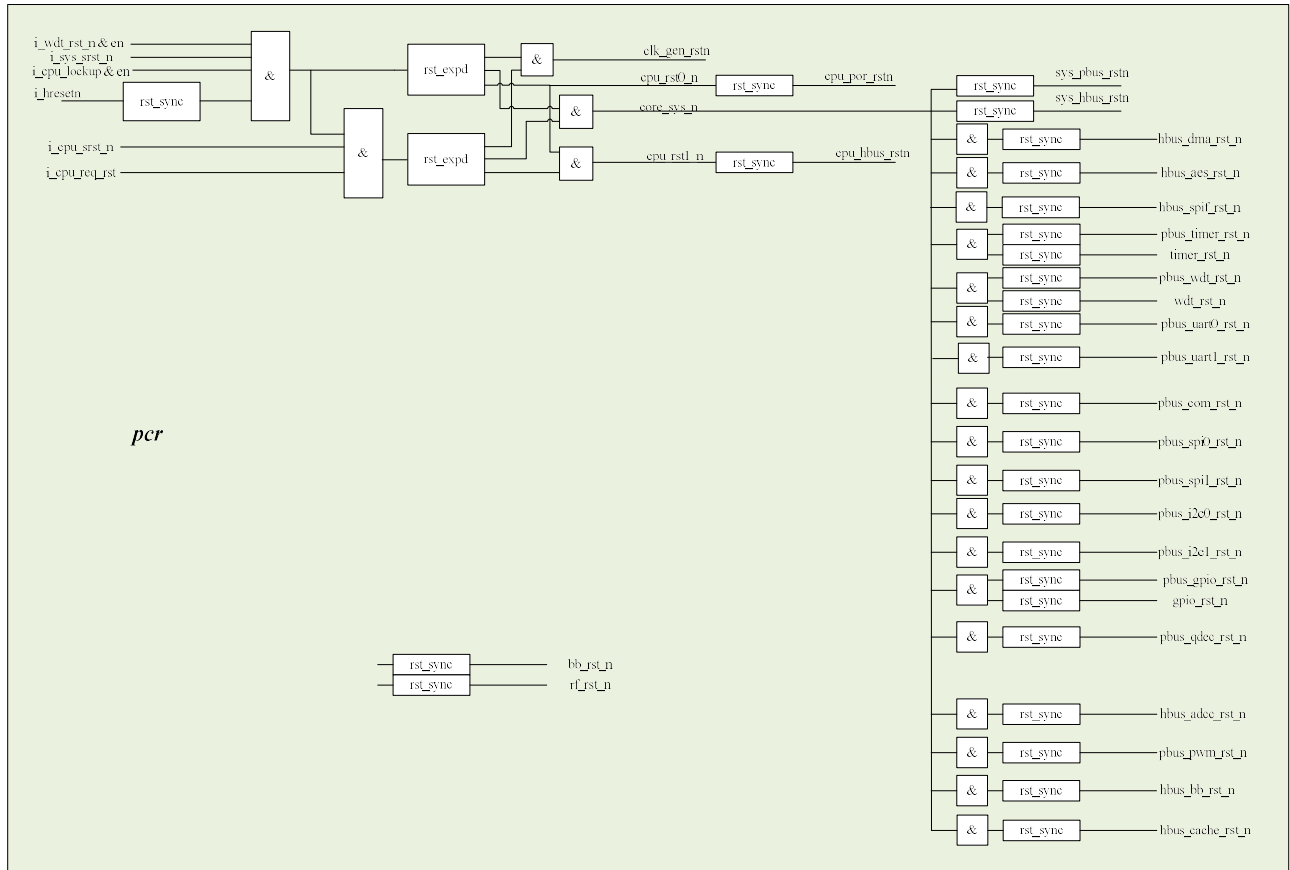 i_wdt_rst_n & en
i_sys_srst_n
i_cpu_lockup & en
i_hresetn
rst_sync
&
i_cpu_srst_n
i_cpu_req_rst
&
rst_expd
rst_expd
&
&
&
clk_gen_rstn
cpu_rst0_n
rst_sync
cpu_por_rstn
core_sys_n
cpu_rst1_n
rst_sync
cpu_hbus_rstn
rst_sync
sys_pbus_rstn
rst_sync
sys_hbus_rstn
& rst_sync hbus_dma_rst_n
& rst_sync hbus_aes_rst_n
& rst_sync hbus_spif_rst_n
& rst_sync pbus_timer_rst_n
rst_sync timer_rst_n
& rst_sync pbus_wdt_rst_n
rst_sync wdt_rst_n
& rst_sync pbus_uart0_rst_n
& rst_sync pbus_uart1_rst_n
& rst_sync pbus_com_rst_n
pcr
& rst_sync pbus_spi0_rst_n
& rst_sync pbus_spi1_rst_n
& rst_sync pbus_i2c0_rst_n
& rst_sync pbus_i2c1_rst_n
& rst_sync pbus_gpio_rst_n
rst_sync gpio_rst_n
& rst_sync pbus_qdec_rst_n
rst_sync bb_rst_n
rst_sync rf_rst_n
& rst_sync hbus_adcc_rst_n
& rst_sync pbus_pwm_rst_n
& rst_sync hbus_bb_rst_n
& rst_sync hbus_cache_rst_n